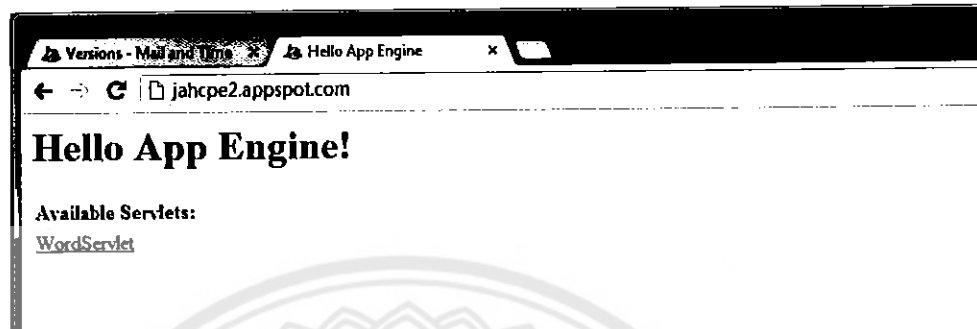 Versions - Mail and Time
Hello App Engine
jahcpe2.appspot.com
Hello App Engine!
Available Servlets:
WordServlet